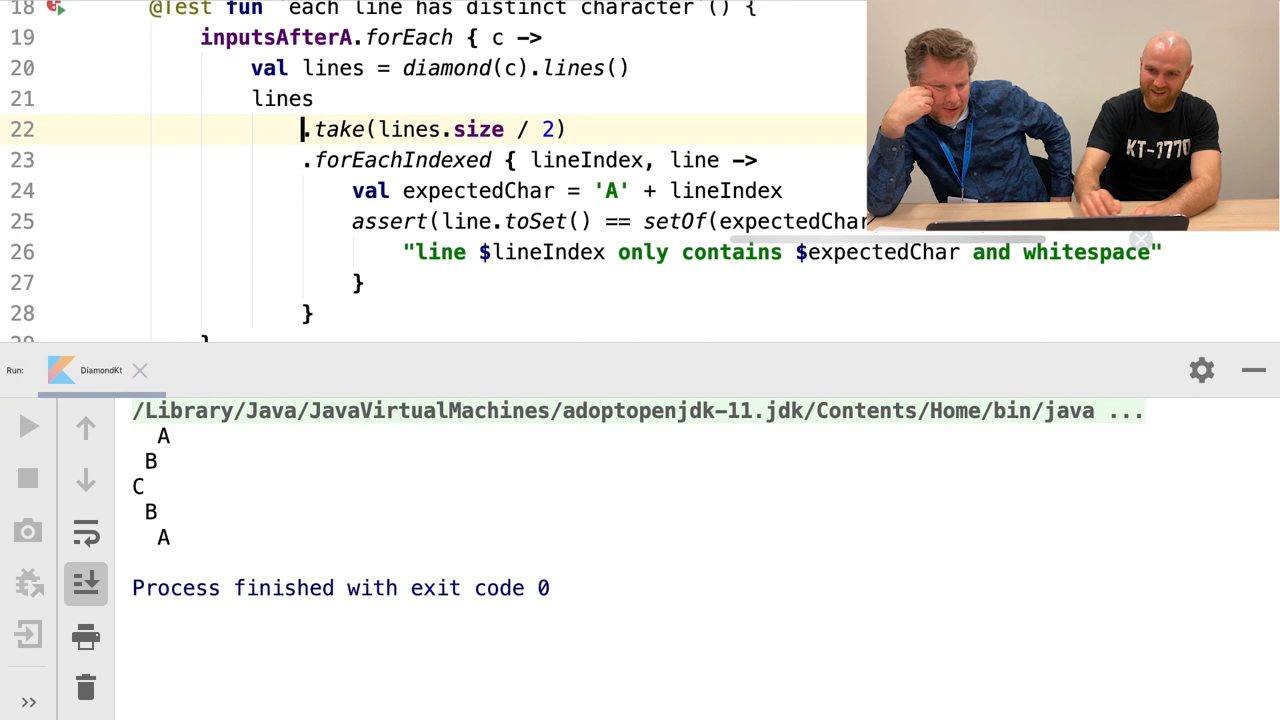 18 @Test fun `each line has distinct character`() {
19 inputsAfterA.forEach { c ->
20 val lines = diamond(c).lines()
21 lines
22 .take(lines.size / 2)
23 .forEachIndexed { lineIndex, line ->
24 val expectedChar = 'A' + lineIndex
25 assert(line.toSet() == setOf(expectedChar
26 "line $lineIndex only contains $expectedChar and whitespace"
27 }
28 }
29 }
KT-7770
Run: DiamondKt
/Library/Java/JavaVirtualMachines/adoptopenjdk-11.jdk/Contents/Home/bin/java ...
A
B
C
B
A
Process finished with exit code 0